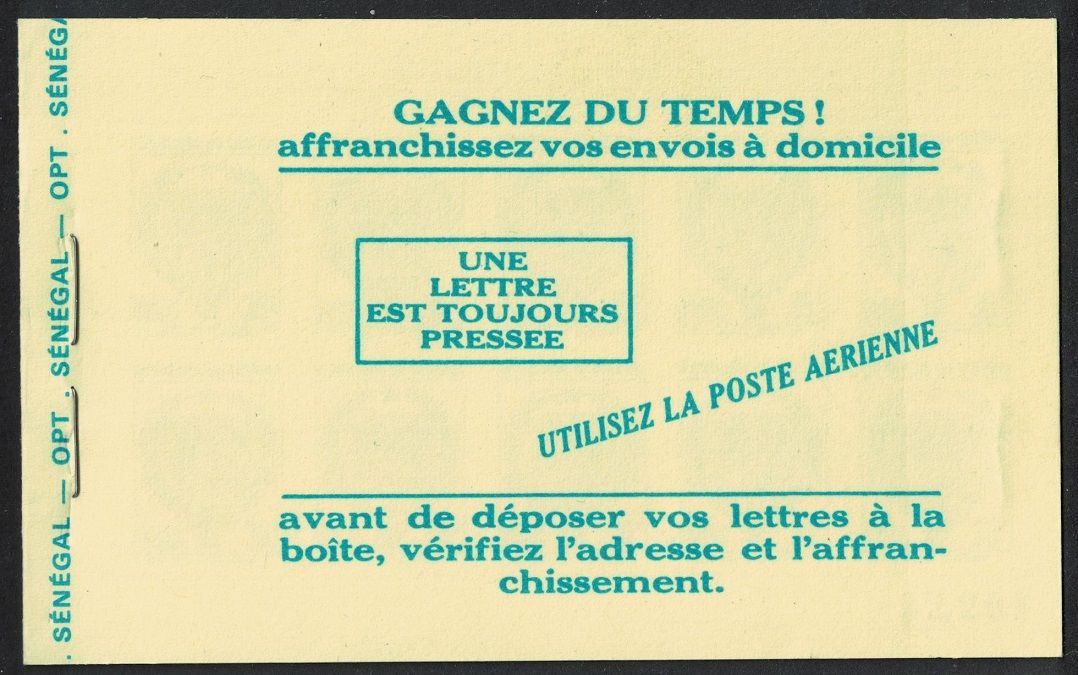 GAGNEZ DU TEMPS !
affranchissez vos envois à domicile
UNE
LETTRE
EST TOUJOURS
PRESSEE
UTILISEZ LA POSTE AERIENNE
avant de déposer vos lettres à la
boîte, vérifiez l'adresse et l'affran-
chissement.
. SÉNÉGAL — OPT . SÉNÉGAL — OPT . SÉNÉGA